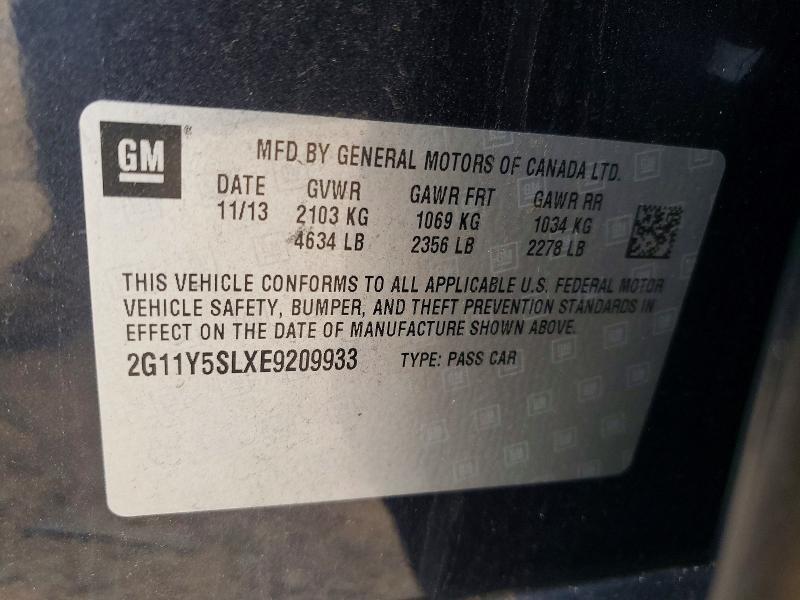 GM
MFD BY GENERAL MOTORS OF CANADA LTD.
DATE GVWR GAWR FRT GAWR RR
11/13 2103 KG 1069 KG 1034 KG
4634 LB 2356 LB 2278 LB
THIS VEHICLE CONFORMS TO ALL APPLICABLE U.S. FEDERAL MOTOR
VEHICLE SAFETY, BUMPER, AND THEFT PREVENTION STANDARDS IN
EFFECT ON THE DATE OF MANUFACTURE SHOWN ABOVE.
2G11Y5SLXE9209933 TYPE: PASS CAR